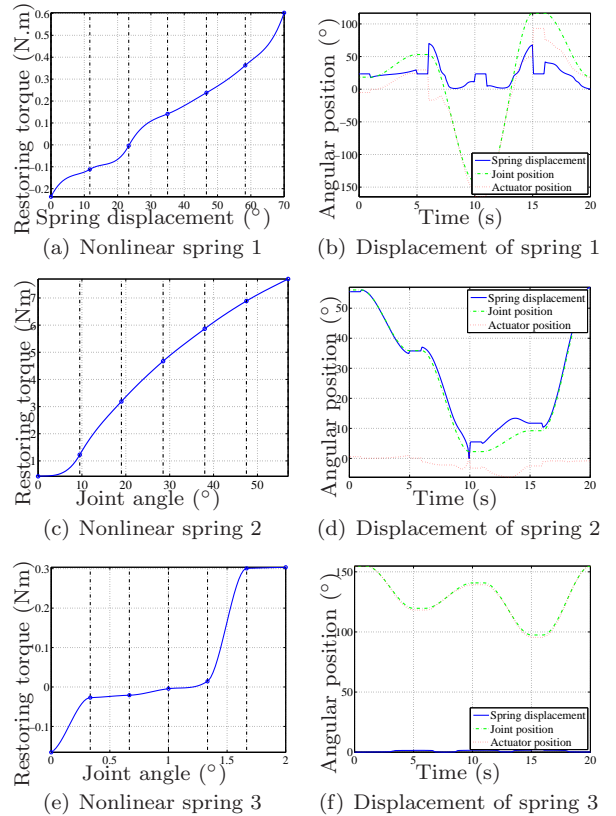 0.6
0.5
0.4
0.3
0.2
0.1
0
-0.1
-0.2
Restoring torque (N.m)
0 10 20 30 40 50 60 70
Spring displacement (°)
(a) Nonlinear spring 1
100
50
0
-50
-100
150
Angular position (°)
Spring displacement
Joint position
Actuator position
0 5 10 15 20
Time (s)
(b) Displacement of spring 1
7
6
5
4
3
2
1
Restoring torque (Nm)
0 10 20 30 40 50
Joint angle (°)
(c) Nonlinear spring 2
50
40
30
20
10
0
Angular position (°)
Spring displacement
Joint position
Actuator position
0 5 10 15 20
Time (s)
(d) Displacement of spring 2
0.3
0.2
0.1
0
-0.1
Restoring torque (Nm)
0 0.5 1 1.5 2
Joint angle (°)
(e) Nonlinear spring 3
150
100
50
0
Angular position (°)
Spring displacement
Joint position
Actuator position
0 5 10 15 20
Time (s)
(f) Displacement of spring 3